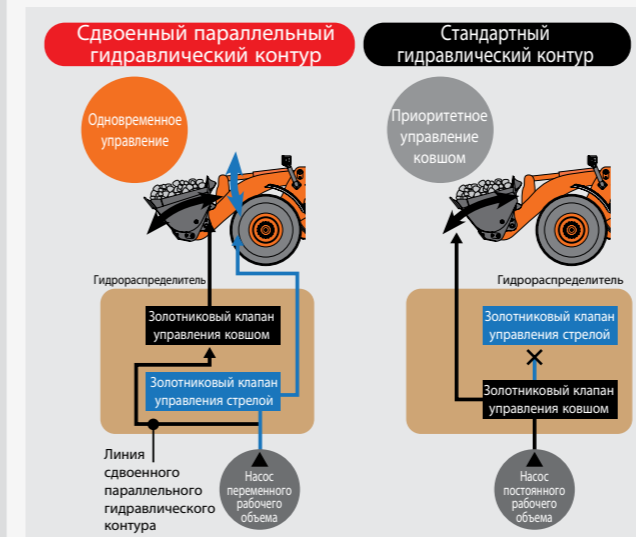 Сдвоенный параллельный
гидравлический контур
Стандартный
гидравлический контур
Одновременное
управление
Приоритетное
управление
ковшом
Гидрораспределитель
Золотниковый клапан
управления ковшом
Золотниковый клапан
управления стрелой
Линия
сдвоенного
параллельного
гидравлического
контура
Насос
переменного
рабочего
объема
Гидрораспределитель
Золотниковый клапан
управления стрелой
Золотниковый клапан
управления ковшом
Насос
постоянного
рабочего
объема